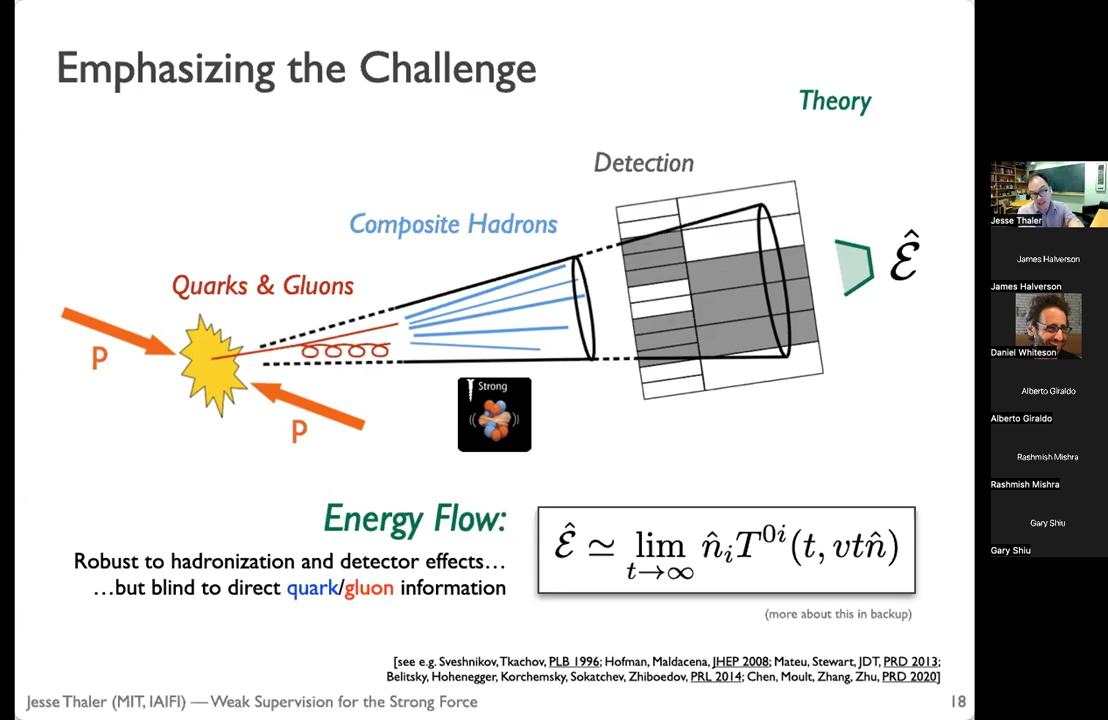 Emphasizing the Challenge
Theory
Detection
Composite Hadrons
Quarks & Gluons
P
P
Strong
Ê
Energy Flow:
Robust to hadronization and detector effects…
…but blind to direct quark/gluon information
Ê ≃ lim t→∞ n̂ᵢT⁰ⁱ(t, vtn̂)
(more about this in backup)
[see e.g. Sveshnikov, Tkachov, PLB 1996; Hofman, Maldacena, JHEP 2008; Mateu, Stewart, JDT, PRD 2013;
Belitsky, Hohenegger, Korchemsky, Sokatchev, Zhiboedov, PRL 2014; Chen, Moult, Zhang, Zhu, PRD 2020]
Jesse Thaler (MIT, IAIFI) — Weak Supervision for the Strong Force
18
Jesse Thaler
James Halverson
James Halverson
Daniel Whiteson
Alberto Giraldo
Alberto Giraldo
Rashmish Mishra
Rashmish Mishra
Gary Shiu
Gary Shiu